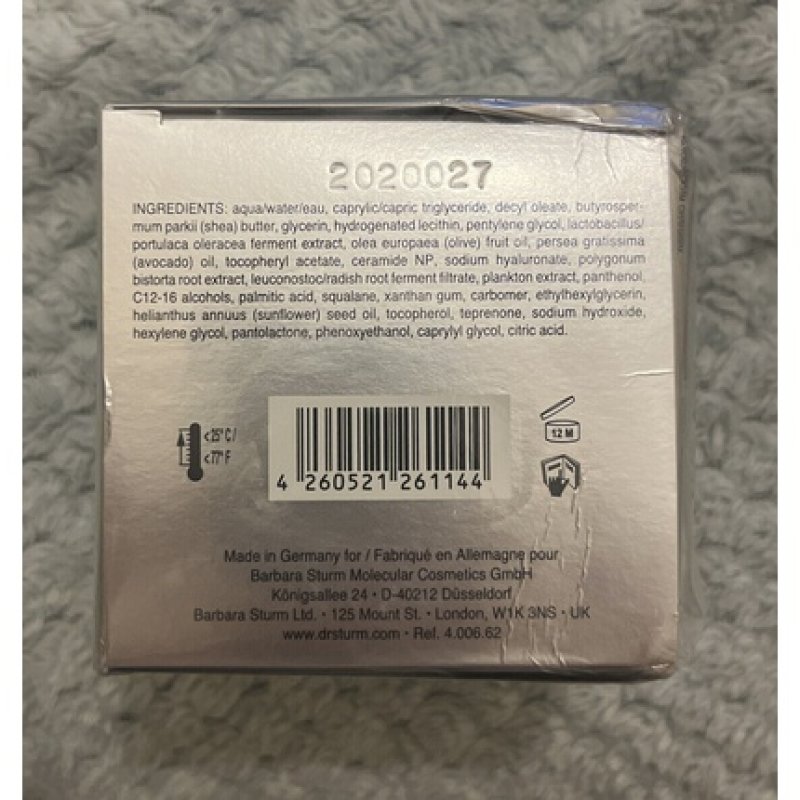 2020027
INGREDIENTS: aqua/water/eau, caprylic/capric triglyceride, decyl oleate, butyrosper-
mum parkii (shea) butter, glycerin, hydrogenated lecithin, pentylene glycol, lactobacillus/
portulaca oleracea ferment extract, olea europaea (olive) fruit oil, persea gratissima
(avocado) oil, tocopheryl acetate, ceramide NP, sodium hyaluronate, polygonum
bistorta root extract, leuconostoc/radish root ferment filtrate, plankton extract, panthenol,
C12-16 alcohols, palmitic acid, squalane, xanthan gum, carbomer, ethylhexylglycerin,
helianthus annuus (sunflower) seed oil, tocopherol, teprenone, sodium hydroxide,
hexylene glycol, pantolactone, phenoxyethanol, caprylyl glycol, citric acid.
<25°C/
<77°F
12 M
4 260521 261144
Made in Germany for / Fabriqué en Allemagne pour
Barbara Sturm Molecular Cosmetics GmbH
Königsallee 24 · D-40212 Düsseldorf
Barbara Sturm Ltd. · 125 Mount St. · London, W1K 3NS · UK
www.drsturm.com · Ref. 4.006.62